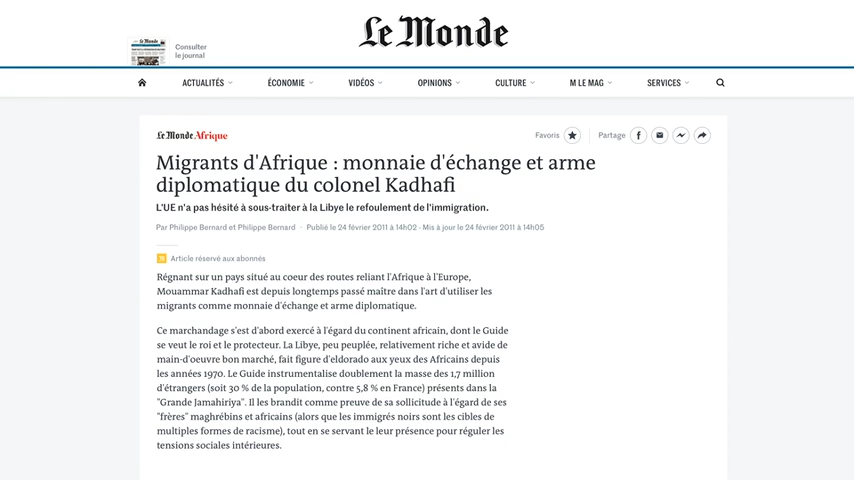 Le Monde
Consulter
le journal
ACTUALITÉS
ÉCONOMIE
VIDÉOS
OPINIONS
CULTURE
M LE MAG
SERVICES
Le Monde Afrique
Favoris
Partage
Migrants d'Afrique : monnaie d'échange et arme
diplomatique du colonel Kadhafi
L'UE n'a pas hésité à sous-traiter à la Libye le refoulement de l'immigration.
Par Philippe Bernard et Philippe Bernard · Publié le 24 février 2011 à 14h02 - Mis à jour le 24 février 2011 à 14h05
Article réservé aux abonnés
Régnant sur un pays situé au coeur des routes reliant l'Afrique à l'Europe,
Mouammar Kadhafi est depuis longtemps passé maître dans l'art d'utiliser les
migrants comme monnaie d'échange et arme diplomatique.
Ce marchandage s'est d'abord exercé à l'égard du continent africain, dont le Guide
se veut le roi et le protecteur. La Libye, peu peuplée, relativement riche et avide de
main-d'oeuvre bon marché, fait figure d'eldorado aux yeux des Africains depuis
les années 1970. Le Guide instrumentalise doublement la masse des 1,7 million
d'étrangers (soit 30 % de la population, contre 5,8 % en France) présents dans la
"Grande Jamahiriya". Il les brandit comme preuve de sa sollicitude à l'égard de ses
"frères" maghrébins et africains (alors que les immigrés noirs sont les cibles de
multiples formes de racisme), tout en se servant le leur présence pour réguler les
tensions sociales intérieures.